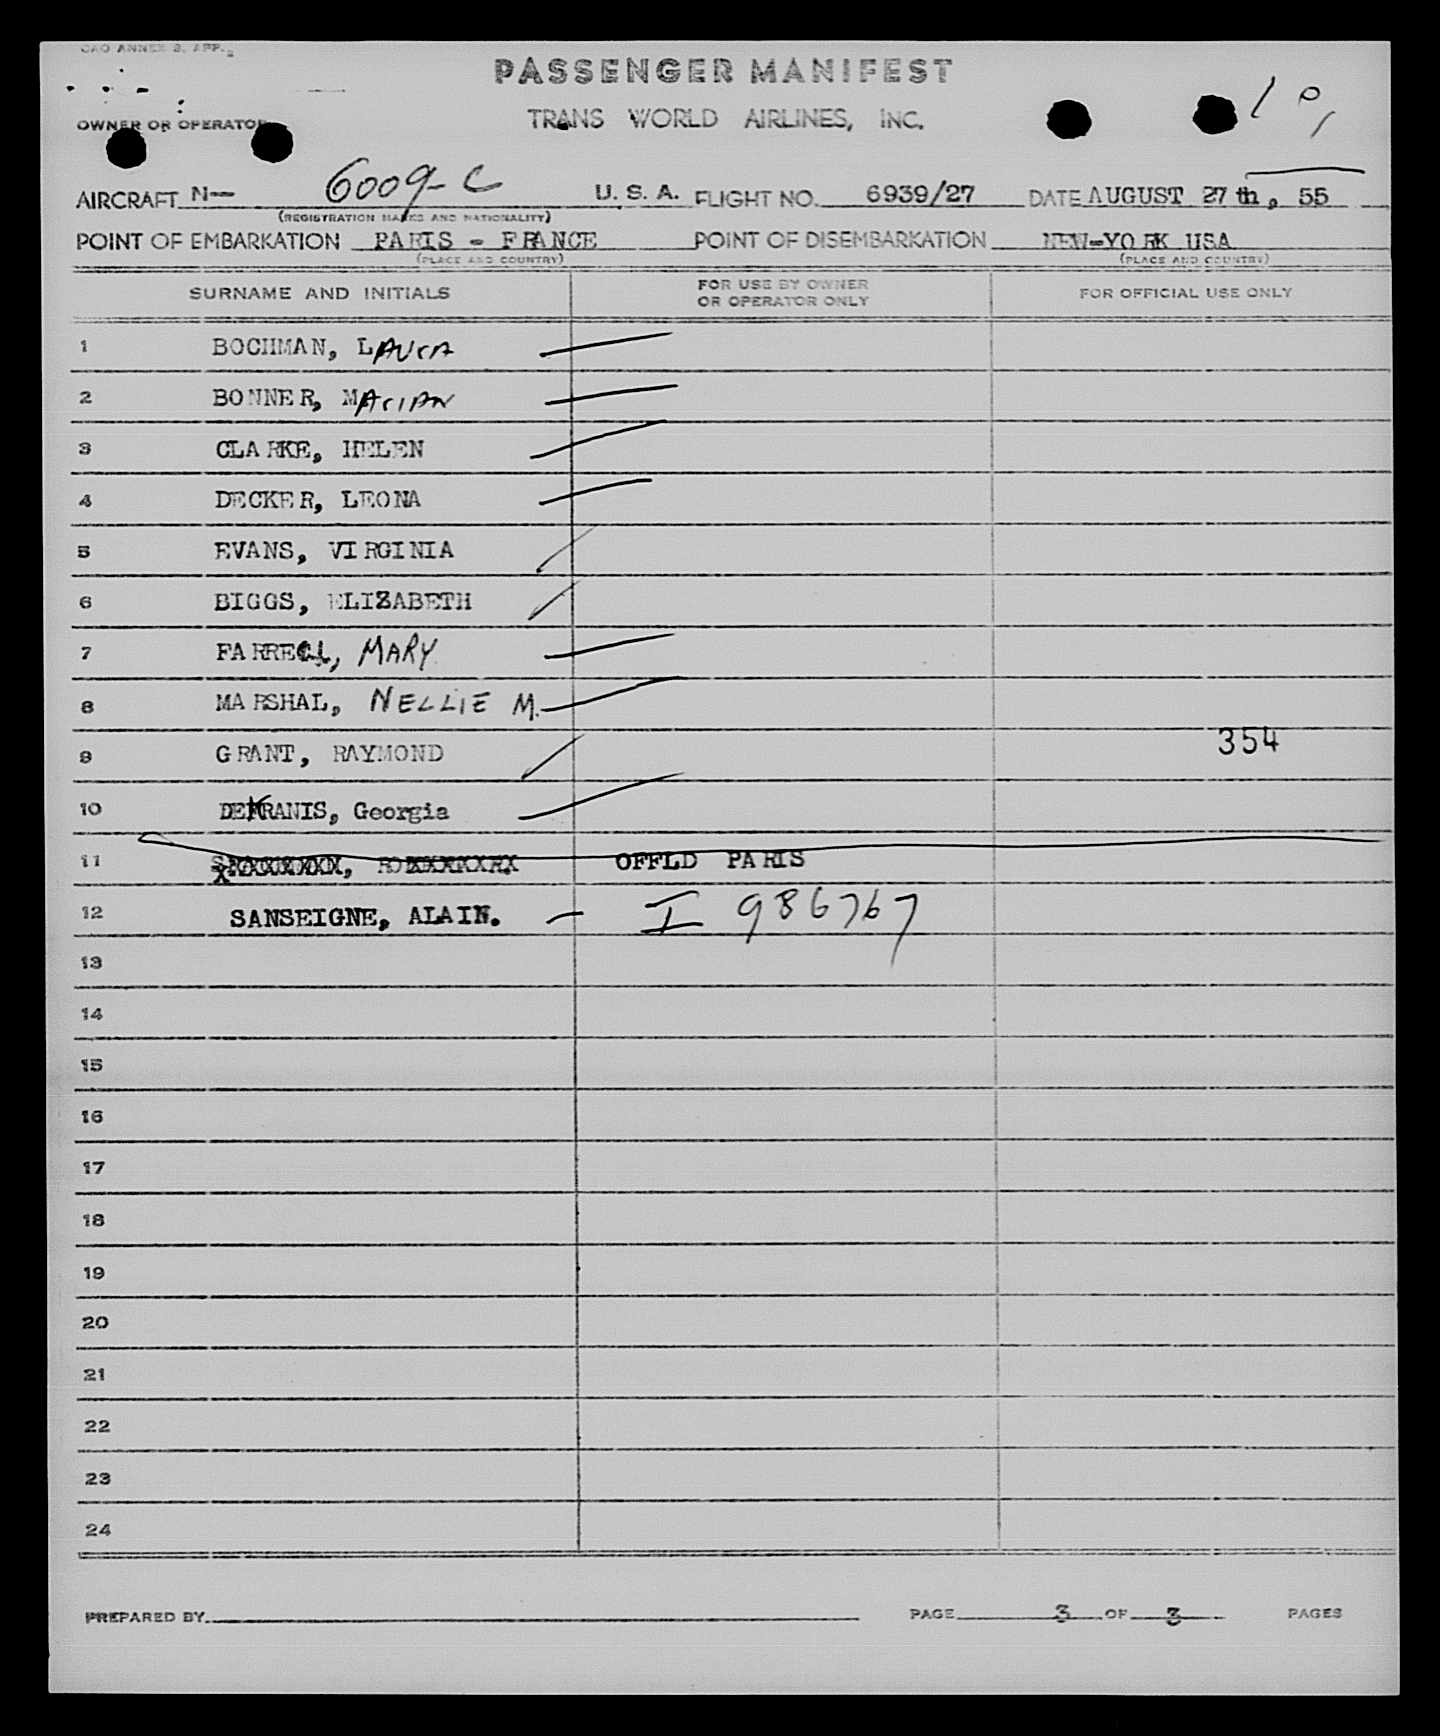 CAO ANNEX 9, APP. 2
PASSENGER MANIFEST
OWNER OR OPERATOR
TRANS WORLD AIRLINES, INC.
AIRCRAFT N-- 6009-C U. S. A. FLIGHT NO. 6939/27 DATE AUGUST 27 th, 55
(REGISTRATION MARKS AND NATIONALITY)
POINT OF EMBARKATION PARIS - FRANCE POINT OF DISEMBARKATION NEW-YORK USA
(PLACE AND COUNTRY) (PLACE AND COUNTRY)
SURNAME AND INITIALS FOR USE BY OWNER OR OPERATOR ONLY FOR OFFICIAL USE ONLY
1 BOCHMAN, LAURA
2 BONNER, MARIAN
3 CLARKE, HELEN
4 DECKER, LEONA
5 EVANS, VIRGINIA
6 BIGGS, ELIZABETH
7 FARRELL, MARY
8 MARSHAL, NELLIE M.
9 GRANT, RAYMOND 354
10 DEKRANIS, Georgia
11 OFFLD PARIS
12 SANSEIGNE, ALAIN. I 986767
13
14
15
16
17
18
19
20
21
22
23
24
PREPARED BY PAGE 3 OF 3 PAGES